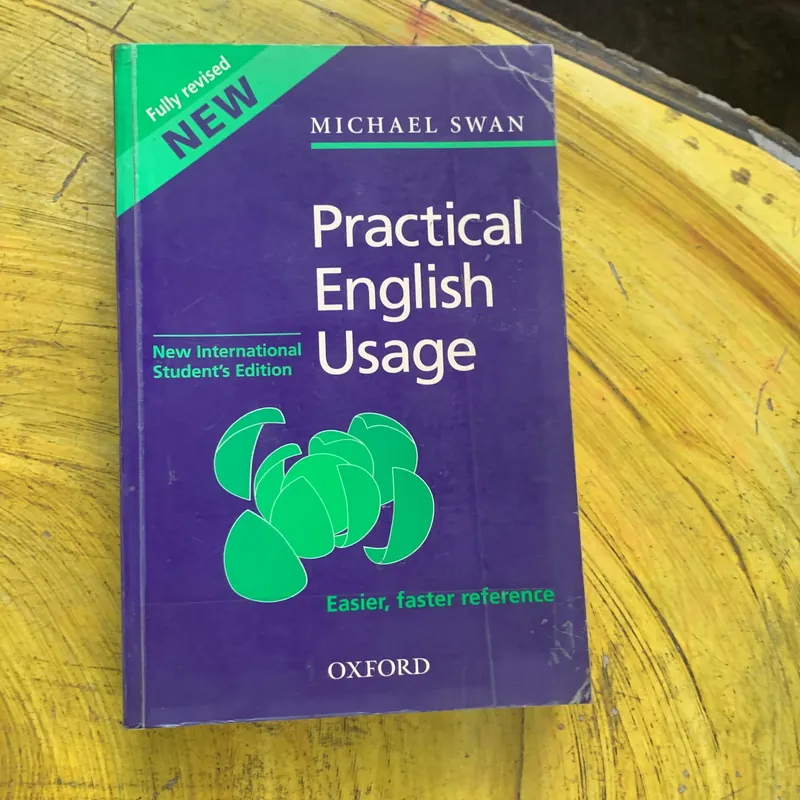 Fully revised
NEW
MICHAEL SWAN
Practical
English
Usage
New International
Student's Edition
Easier, faster reference
OXFORD